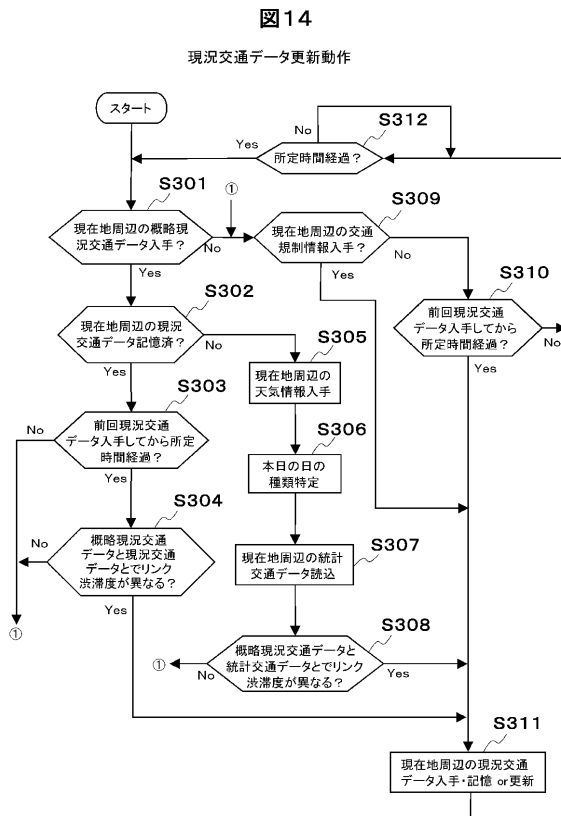 図14
現況交通データ更新動作
スタート
No
S312
Yes
所定時間経過？
S301
①
S309
現在地周辺の概略現
況交通データ入手？
No
Yes
現在地周辺の交通
規制情報入手？
No
Yes
S302
S310
現在地周辺の現況
交通データ記憶済？
No
Yes
前回現況交通
データ入手してから
所定時間経過？
No
Yes
S305
現在地周辺の
天気情報入手
S303
No
前回現況交通
データ入手してから所定
時間経過？
Yes
S306
本日の日の
種類特定
S304
No
概略現況交通
データと現況交通
データとでリンク
渋滞度が異なる？
Yes
①
S307
現在地周辺の統計
交通データ読込
S308
①
No
概略現況交通データと
統計交通データとでリンク
渋滞度が異なる？
Yes
S311
現在地周辺の現況交通
データ入手・記憶 or 更新